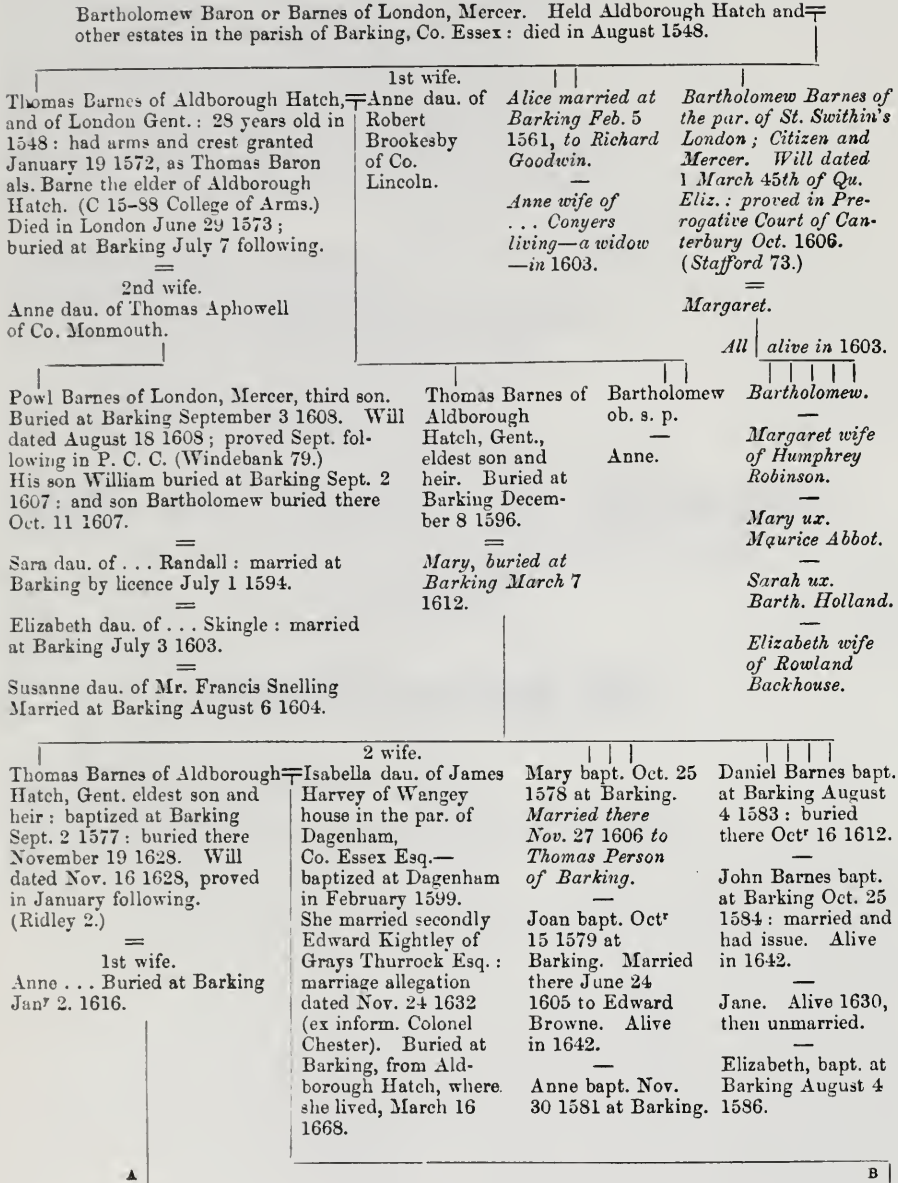 Bartholomew Baron or Barnes of London, Mercer. Held Aldborough Hatch and
other estates in the parish of Barking, Co. Essex: died in August 1548.
Thomas Barnes of Aldborough Hatch,
and of London Gent.: 28 years old in
1548: had arms and crest granted
January 19 1572, as Thomas Baron
als. Barne the elder of Aldborough
Hatch. (C 15-88 College of Arms.)
Died in London June 29 1573;
buried at Barking July 7 following.
=
2nd wife.
Anne dau. of Thomas Aphowell
of Co. Monmouth.
1st wife.
Anne dau. of
Robert
Brookesby
of Co.
Lincoln.
Alice married at
Barking Feb. 5
1561, to Richard
Goodwin.
—
Anne wife of
. . . Conyers
living—a widow
—in 1603.
Bartholomew Barnes of
the par. of St. Swithin's
London; Citizen and
Mercer. Will dated
1 March 45th of Qu.
Eliz.: proved in Pre-
rogative Court of Can-
terbury Oct. 1606.
(Stafford 73.)
=
Margaret.
All alive in 1603.
Powl Barnes of London, Mercer, third son.
Buried at Barking September 3 1608. Will
dated August 18 1608; proved Sept. fol-
lowing in P. C. C. (Windebank 79.)
His son William buried at Barking Sept. 2
1607: and son Bartholomew buried there
Oct. 11 1607.
=
Sara dau. of . . . Randall: married at
Barking by licence July 1 1594.
=
Elizabeth dau. of . . . Skingle: married
at Barking July 3 1603.
=
Susanne dau. of Mr. Francis Snelling
Married at Barking August 6 1604.
Thomas Barnes of
Aldborough
Hatch, Gent.,
eldest son and
heir. Buried at
Barking Decem-
ber 8 1596.
=
Mary, buried at
Barking March 7
1612.
Bartholomew
ob. s. p.
—
Anne.
Bartholomew.
—
Margaret wife
of Humphrey
Robinson.
—
Mary ux.
Maurice Abbot.
—
Sarah ux.
Barth. Holland.
—
Elizabeth wife
of Rowland
Backhouse.
Thomas Barnes of Aldborough
Hatch, Gent. eldest son and
heir: baptized at Barking
Sept. 2 1577: buried there
November 19 1628. Will
dated Nov. 16 1628, proved
in January following.
(Ridley 2.)
=
1st wife.
Anne . . . Buried at Barking
Janʳ 2. 1616.
2 wife.
Isabella dau. of James
Harvey of Wangey
house in the par. of
Dagenham,
Co. Essex Esq.—
baptized at Dagenham
in February 1599.
She married secondly
Edward Kightley of
Grays Thurrock Esq.:
marriage allegation
dated Nov. 24 1632
(ex inform. Colonel
Chester). Buried at
Barking, from Ald-
borough Hatch, where
she lived, March 16
1668.
Mary bapt. Oct. 25
1578 at Barking.
Married there
Nov. 27 1606 to
Thomas Person
of Barking.
—
Joan bapt. Octʳ
15 1579 at
Barking. Married
there June 24
1605 to Edward
Browne. Alive
in 1642.
—
Anne bapt. Nov.
30 1581 at Barking.
Daniel Barnes bapt.
at Barking August
4 1583: buried
there Octʳ 16 1612.
—
John Barnes bapt.
at Barking Oct. 25
1584: married and
had issue. Alive
in 1642.
—
Jane. Alive 1630,
then unmarried.
—
Elizabeth, bapt. at
Barking August 4
1586.
A
B